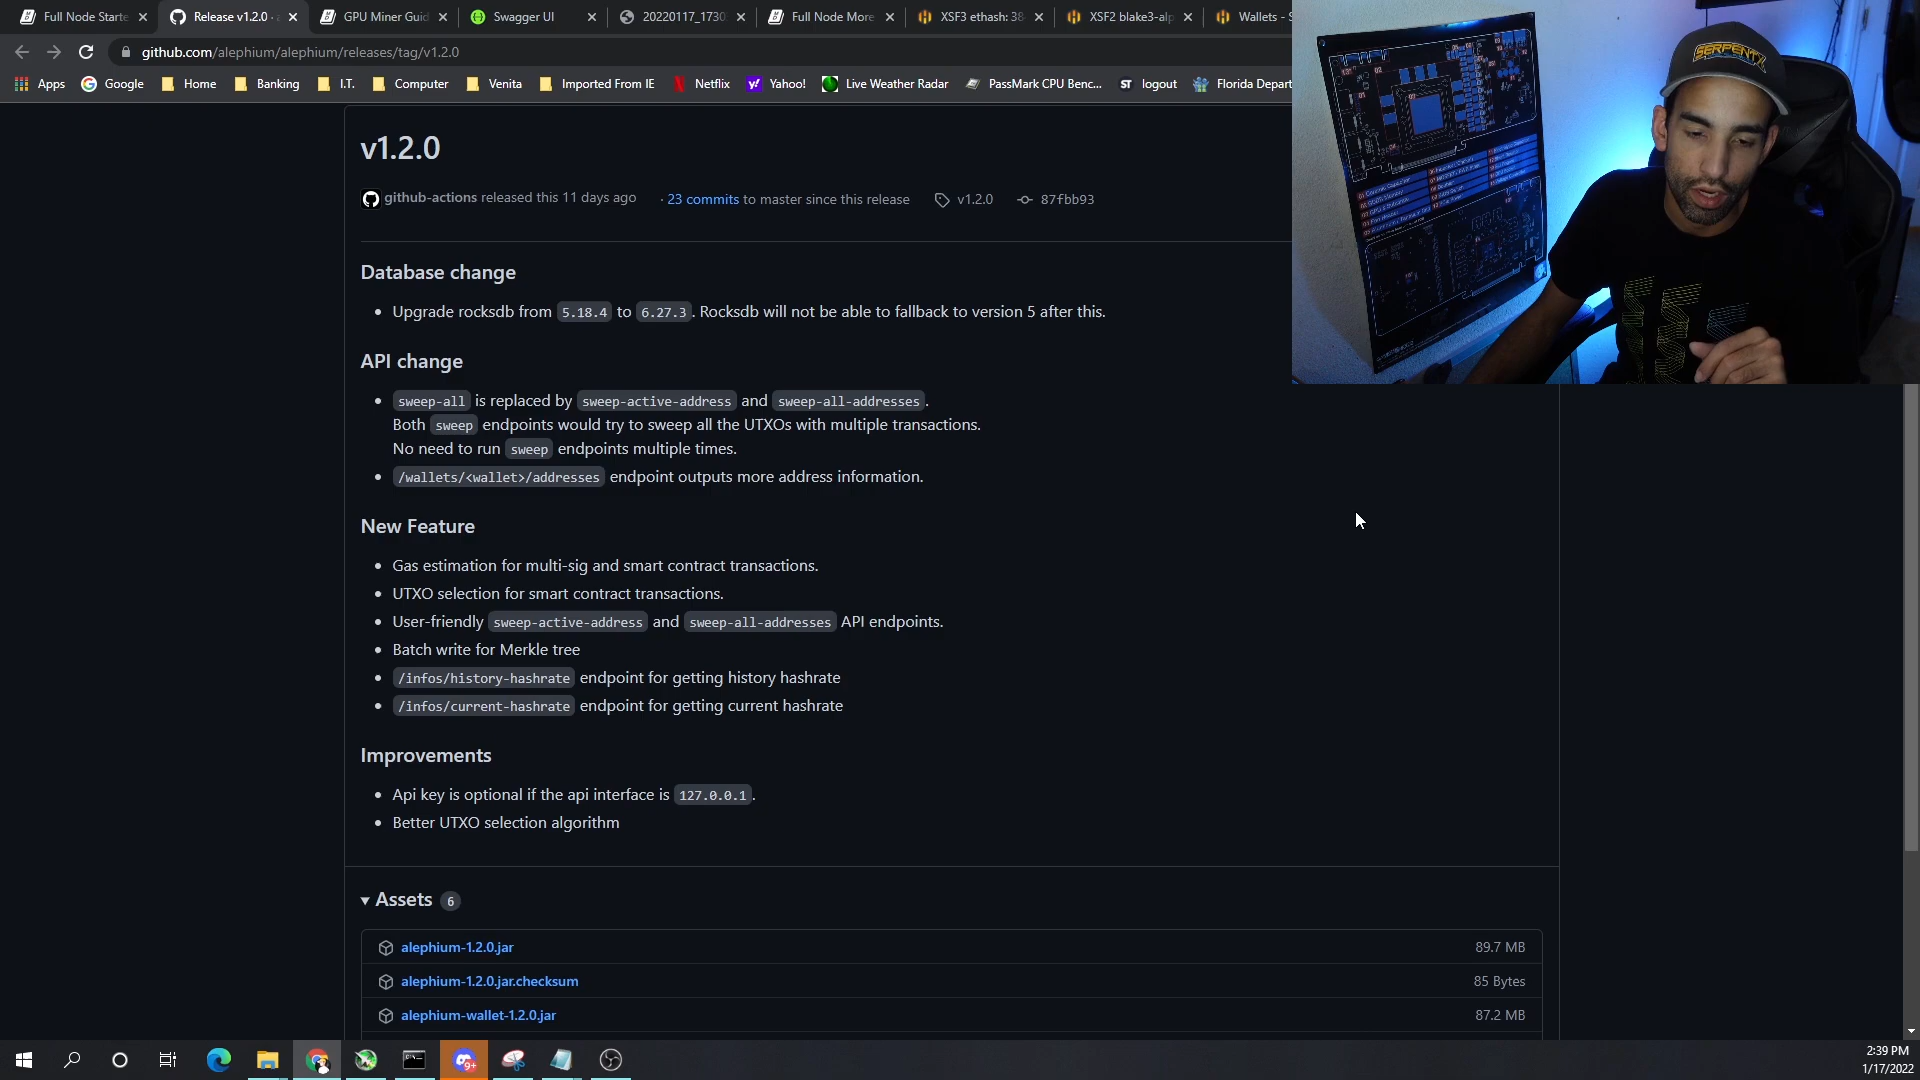 Full Node Starte
Release v1.2.0 ·
GPU Miner Guid
Swagger UI
20220117_1730
Full Node More
XSF3 ethash: 38
XSF2 blake3-alp
Wallets - S
github.com/alephium/alephium/releases/tag/v1.2.0
Apps
Google
Home
Banking
I.T.
Computer
Venita
Imported From IE
Netflix
Yahoo!
Live Weather Radar
PassMark CPU Benc...
logout
Florida Depart
SERPENTX
v1.2.0
github-actions released this 11 days ago · 23 commits to master since this release v1.2.0 87fbb93
Database change
• Upgrade rocksdb from 5.18.4 to 6.27.3. Rocksdb will not be able to fallback to version 5 after this.
API change
• sweep-all is replaced by sweep-active-address and sweep-all-addresses.
Both sweep endpoints would try to sweep all the UTXOs with multiple transactions.
No need to run sweep endpoints multiple times.
• /wallets/<wallet>/addresses endpoint outputs more address information.
New Feature
• Gas estimation for multi-sig and smart contract transactions.
• UTXO selection for smart contract transactions.
• User-friendly sweep-active-address and sweep-all-addresses API endpoints.
• Batch write for Merkle tree
• /infos/history-hashrate endpoint for getting history hashrate
• /infos/current-hashrate endpoint for getting current hashrate
Improvements
• Api key is optional if the api interface is 127.0.0.1.
• Better UTXO selection algorithm
Assets 6
alephium-1.2.0.jar 89.7 MB
alephium-1.2.0.jar.checksum 85 Bytes
alephium-wallet-1.2.0.jar 87.2 MB
9+
2:39 PM
1/17/2022